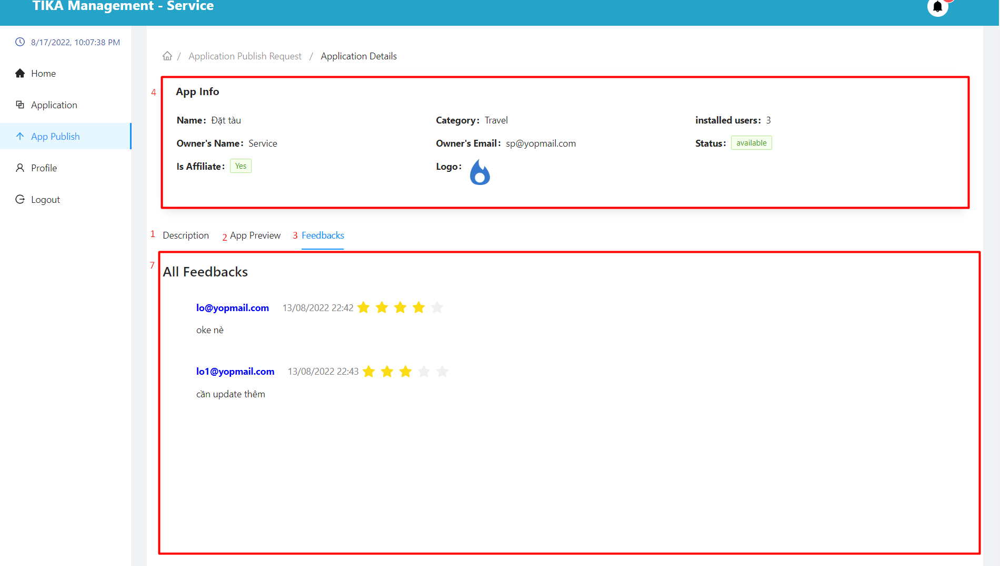 TIKA Management - Service
8/17/2022, 10:07:38 PM
Home
Application
App Publish
Profile
Logout
/ Application Publish Request / Application Details
4
App Info
Name: Đặt tàu
Category: Travel
installed users: 3
Owner's Name: Service
Owner's Email: sp@yopmail.com
Status: available
Is Affiliate: Yes
Logo:
1 Description 2 App Preview 3 Feedbacks
7
All Feedbacks
lo@yopmail.com 13/08/2022 22:42
oke nè
lo1@yopmail.com 13/08/2022 22:43
cần update thêm